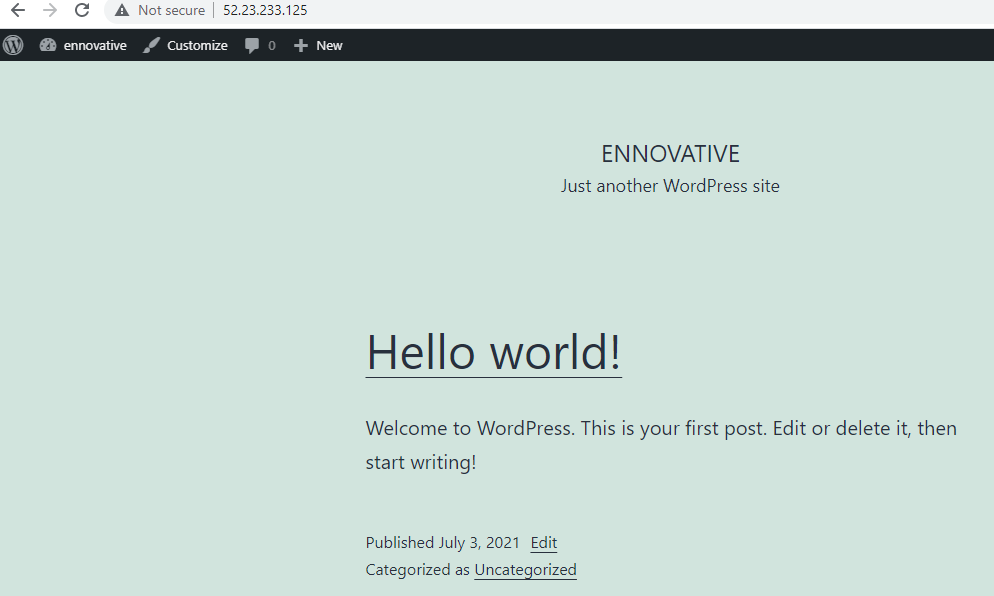 Not secure | 52.23.233.125
ennovative Customize 0 New
ENNOVATIVE
Just another WordPress site
Hello world!
Welcome to WordPress. This is your first post. Edit or delete it, then
start writing!
Published July 3, 2021 Edit
Categorized as Uncategorized